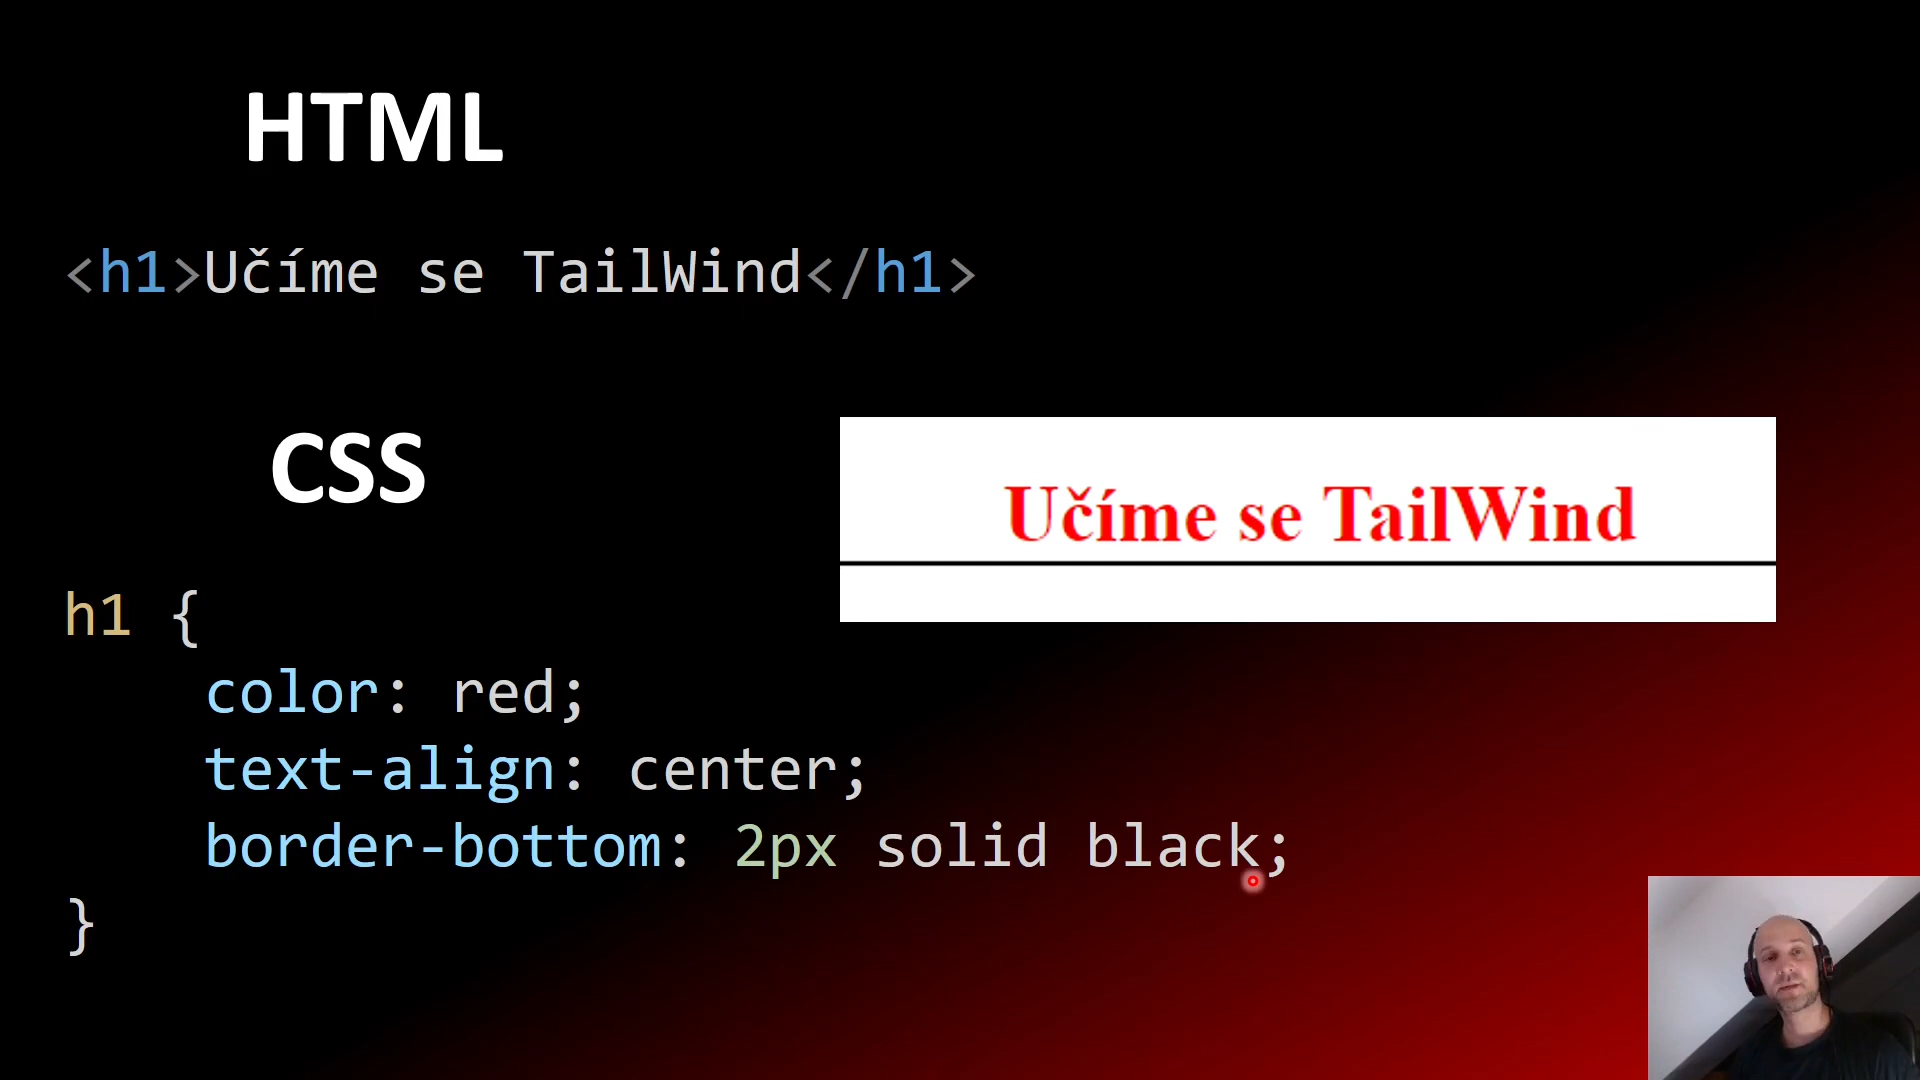 HTML
<h1>Učíme se TailWind</h1>
CSS
Učíme se TailWind
h1 {
color: red;
text-align: center;
border-bottom: 2px solid black;
}